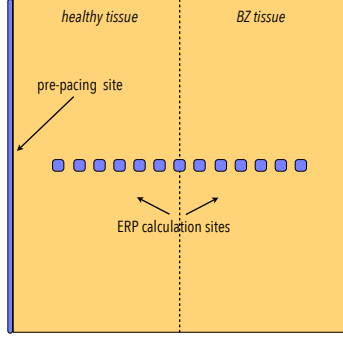 healthy tissue
BZ tissue
pre-pacing site
ERP calculation sites